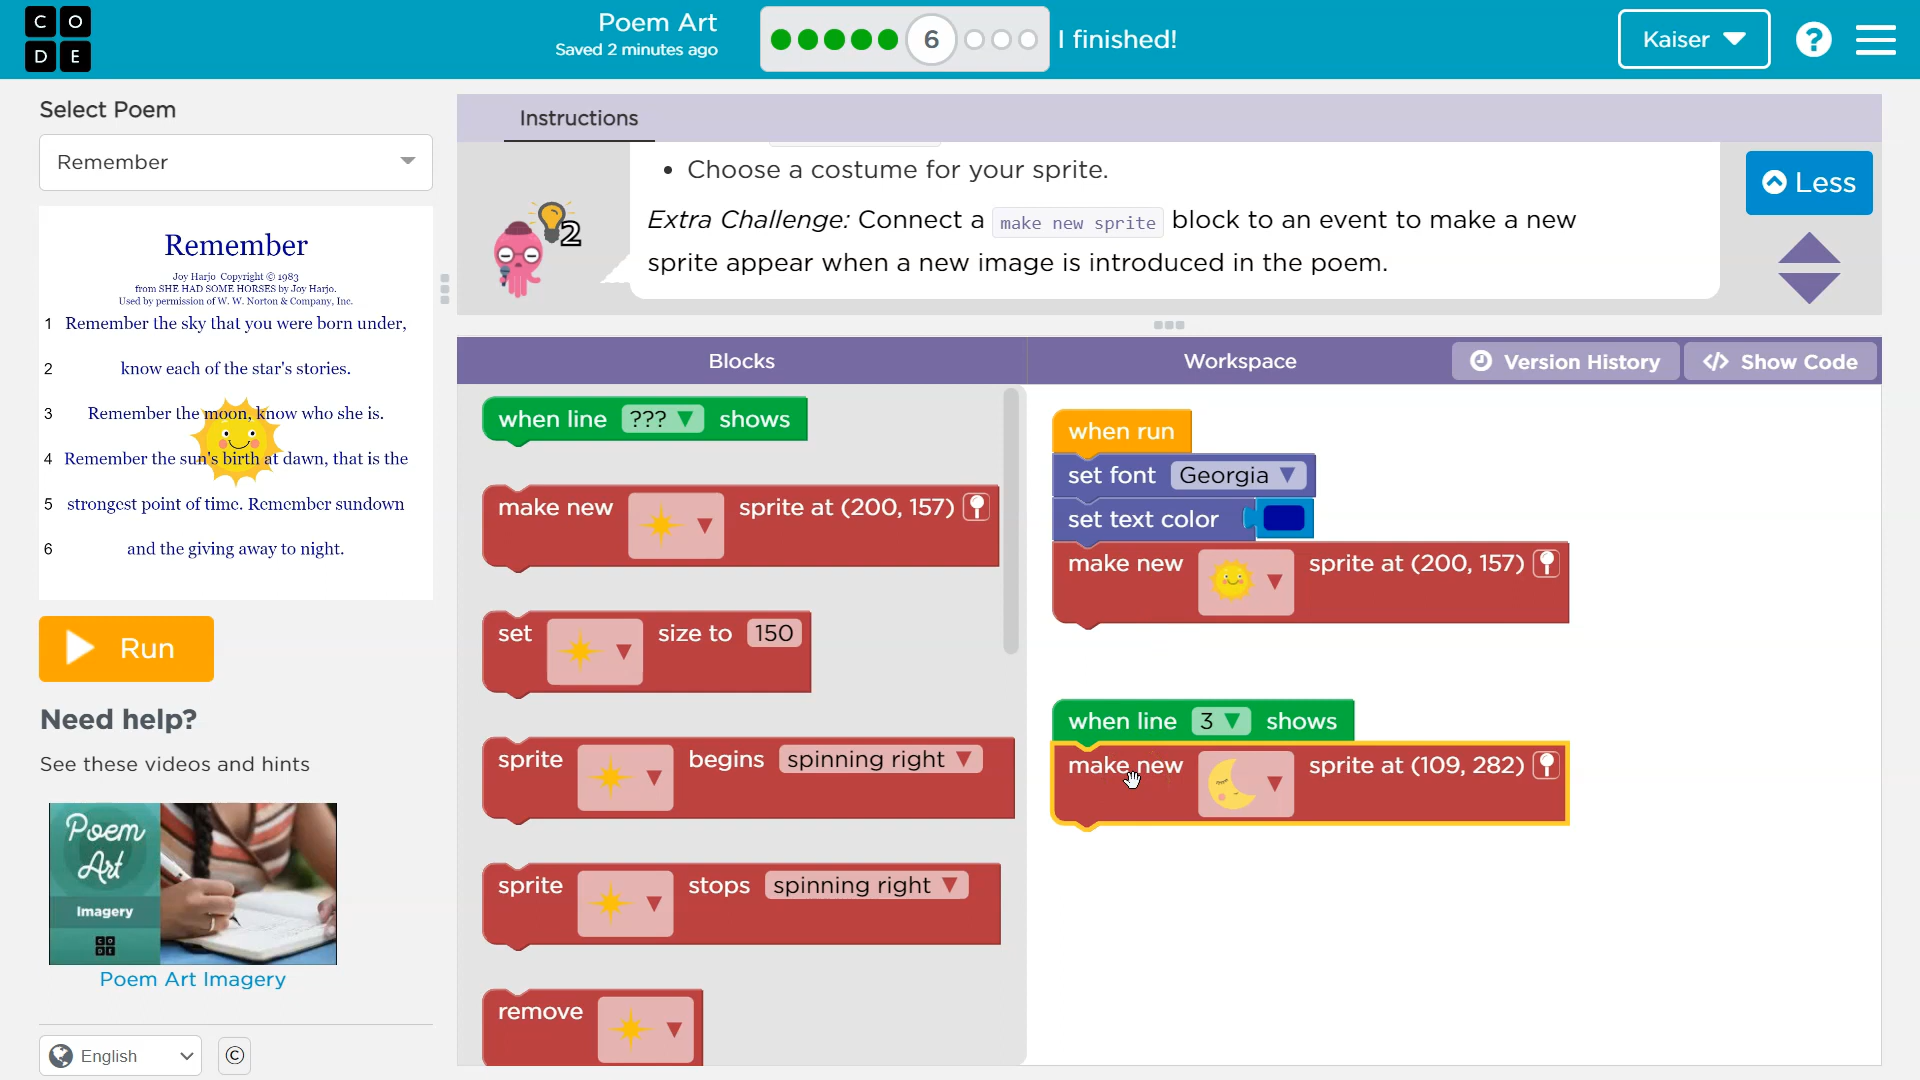 C O
D E
Poem Art
Saved 2 minutes ago
6
I finished!
Kaiser
?
Select Poem
Remember
Remember
Joy Harjo Copyright © 1983
from SHE HAD SOME HORSES by Joy Harjo.
Used by permission of W. W. Norton & Company, Inc.
1 Remember the sky that you were born under,
2 know each of the star's stories.
3 Remember the moon, know who she is.
4 Remember the sun's birth at dawn, that is the
5 strongest point of time. Remember sundown
6 and the giving away to night.
Run
Need help?
See these videos and hints
Poem
Art
Imagery
C O
D E
Poem Art Imagery
English
©
Instructions
2
• Choose a costume for your sprite.
Extra Challenge: Connect a make new sprite block to an event to make a new
sprite appear when a new image is introduced in the poem.
Less
Blocks
Workspace
Version History
</> Show Code
when line ??? shows
make new sprite at (200, 157)
set size to 150
sprite begins spinning right
sprite stops spinning right
remove
when run
set font Georgia
set text color
make new sprite at (200, 157)
when line 3 shows
make new sprite at (109, 282)